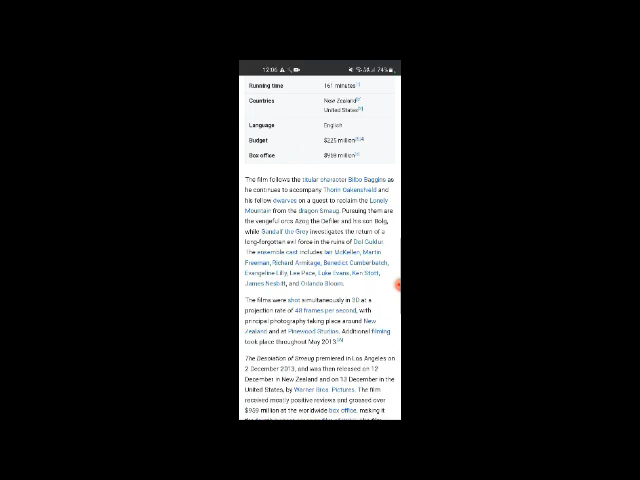 12:06 74%
Running time 161 minutes
Countries New Zealand
United States
Language English
Budget $225 million
Box office $959 million
The film follows the titular character Bilbo Baggins as
he continues to accompany Thorin Oakenshield and
his fellow dwarves on a quest to reclaim the Lonely
Mountain from the dragon Smaug. Pursuing them are
the vengeful orcs Azog the Defiler and his son Bolg,
while Gandalf the Grey investigates the return of a
long-forgotten evil force in the ruins of Dol Guldur.
The ensemble cast includes Ian McKellen, Martin
Freeman, Richard Armitage, Benedict Cumberbatch,
Evangeline Lilly, Lee Pace, Luke Evans, Ken Stott,
James Nesbitt, and Orlando Bloom.
The films were shot simultaneously in 3D at a
projection rate of 48 frames per second, with
principal photography taking place around New
Zealand and at Pinewood Studios. Additional filming
took place throughout May 2013.
The Desolation of Smaug premiered in Los Angeles on
2 December 2013, and was then released on 12
December in New Zealand and on 13 December in the
United States, by Warner Bros. Pictures. The film
received mostly positive reviews and grossed over
$959 million at the worldwide box office, making it